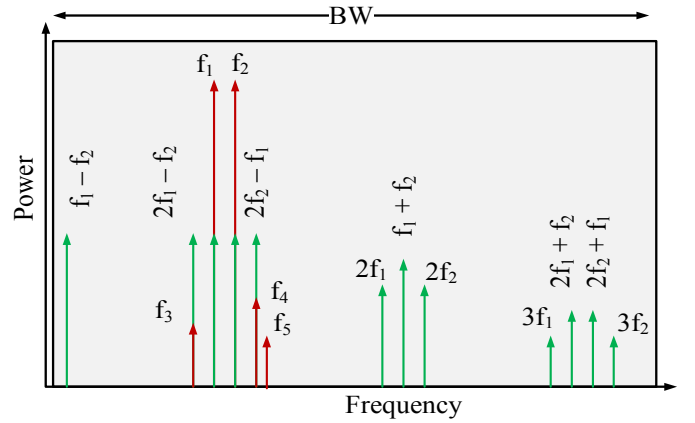 BW
f₁
f₂
f₁ – f₂
2f₁ – f₂
2f₂ – f₁
f₁ + f₂
2f₁ + f₂
2f₂ + f₁
Power
2f₁
2f₂
f₃
f₄
f₅
3f₁
3f₂
Frequency